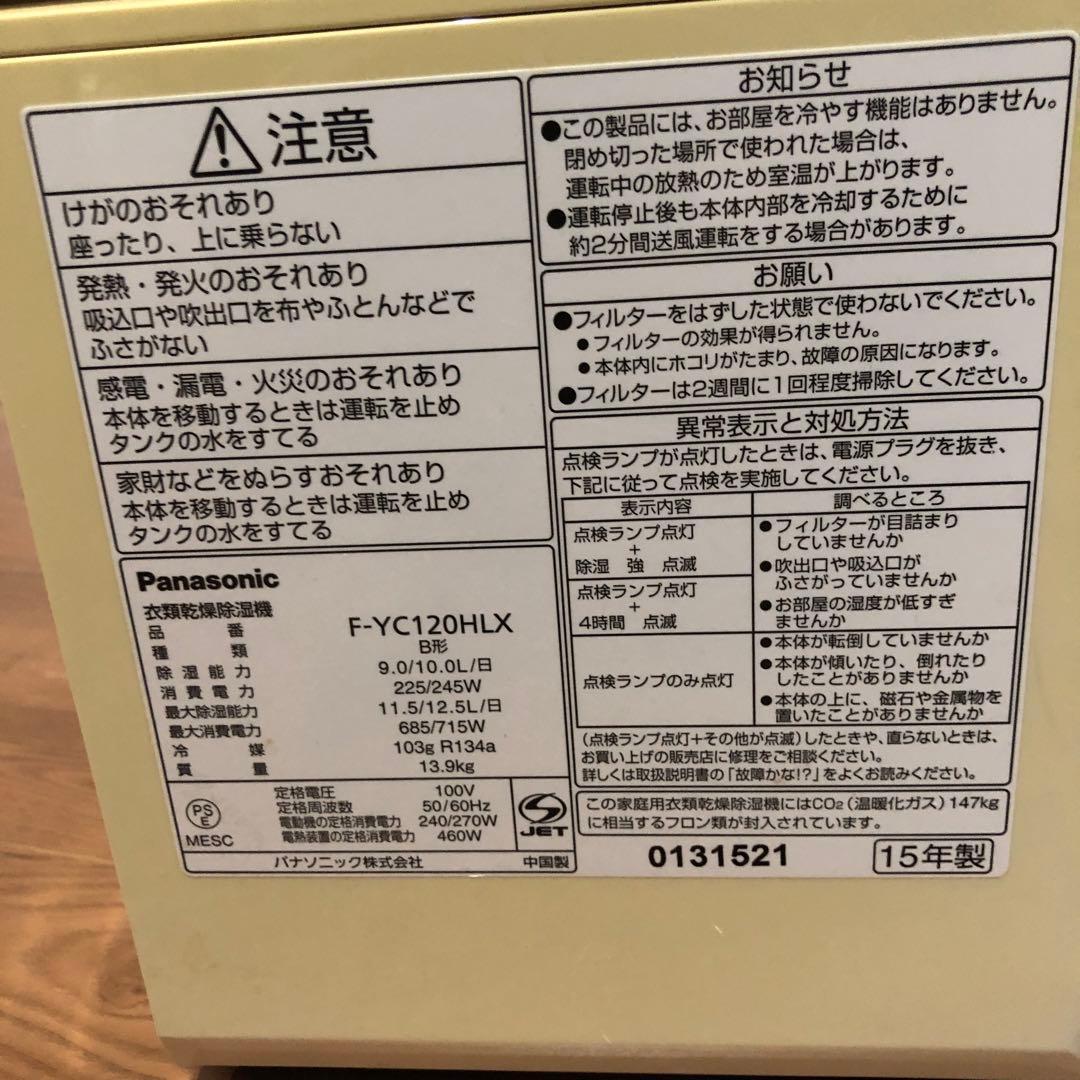 注意
けがのおそれあり
座ったり、上に乗らない
発熱・発火のおそれあり
吸込口や吹出口を布やふとんなどで
ふさがない
感電・漏電・火災のおそれあり
本体を移動するときは運転を止め
タンクの水をすてる
家財などをぬらすおそれあり
本体を移動するときは運転を止め
タンクの水をすてる
Panasonic
衣類乾燥除湿機
品番 F-YC120HLX
種類 B形
除湿能力 9.0/10.0L/日
消費電力 225/245W
最大除湿能力 11.5/12.5L/日
最大消費電力 685/715W
冷媒 103g R134a
質量 13.9kg
PSE
MESC
定格電圧 100V
定格周波数 50/60Hz
電動機の定格消費電力 240/270W
電熱装置の定格消費電力 460W
JET
パナソニック株式会社 中国製
お知らせ
●この製品には、お部屋を冷やす機能はありません。
閉め切った場所で使われた場合は、
運転中の放熱のため室温が上がります。
●運転停止後も本体内部を冷却するために
約2分間送風運転をする場合があります。
お願い
●フィルターをはずした状態で使わないでください。
●フィルターの効果が得られません。
●本体内にホコリがたまり、故障の原因になります。
●フィルターは2週間に1回程度掃除してください。
異常表示と対処方法
点検ランプが点灯したときは、電源プラグを抜き、
下記に従って点検を実施してください。
表示内容 調べるところ
点検ランプ点灯
+
除湿 強 点滅
点検ランプ点灯
+
4時間 点滅
●フィルターが目詰まり
していませんか
●吹出口や吸込口が
ふさがっていませんか
●お部屋の湿度が低すぎ
ませんか
点検ランプのみ点灯
●本体が転倒していませんか
●本体が傾いたり、倒れたり
したことがありませんか
●本体の上に、磁石や金属物を
置いたことがありませんか
(点検ランプ点灯+その他が点滅)したときや、直らないときは、
お買い上げの販売店に修理をご相談ください。
詳しくは取扱説明書の「故障かな!?」をよくお読みください。
この家庭用衣類乾燥除湿機にはCO2(温暖化ガス)147kg
に相当するフロン類が封入されています。
0131521 15年製